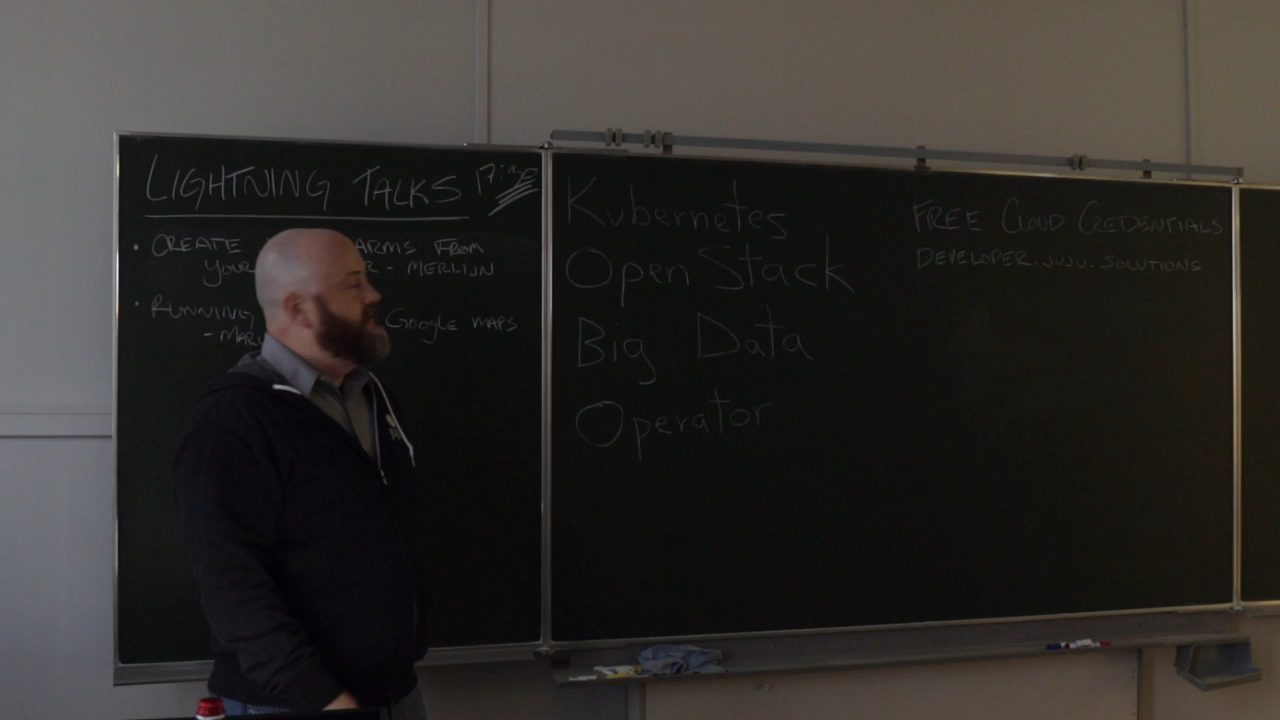 LIGHTNING TALKS
• CREATE ARMS FROM
YOUR - MERLIJN
• RUNNING GOOGLE MAPS
Kubernetes
Open Stack
Big Data
Operator
FREE CLOUD CREDENTIALS
DEVELOPER.JUJU.SOLUTIONS